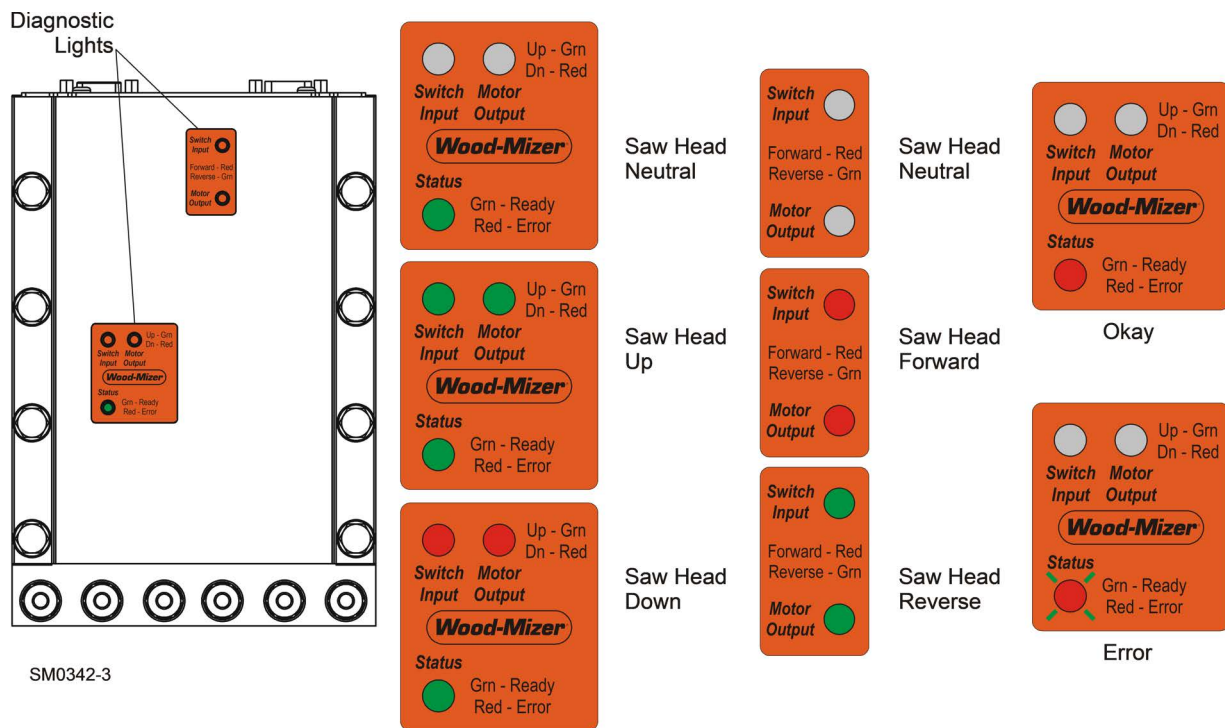 Diagnostic
Lights
Switch
Input
Forward - Red
Reverse - Grn
Motor
Output
Up - Grn
Dn - Red
Switch Motor
Input Output
Wood-Mizer
Status
Grn - Ready
Red - Error
SM0342-3
Up - Grn
Dn - Red
Switch Motor
Input Output
Wood-Mizer
Status
Grn - Ready
Red - Error
Saw Head
Neutral
Up - Grn
Dn - Red
Switch Motor
Input Output
Wood-Mizer
Status
Grn - Ready
Red - Error
Saw Head
Up
Up - Grn
Dn - Red
Switch Motor
Input Output
Wood-Mizer
Status
Grn - Ready
Red - Error
Saw Head
Down
Switch
Input
Forward - Red
Reverse - Grn
Motor
Output
Saw Head
Neutral
Switch
Input
Forward - Red
Reverse - Grn
Motor
Output
Saw Head
Forward
Switch
Input
Forward - Red
Reverse - Grn
Motor
Output
Saw Head
Reverse
Up - Grn
Dn - Red
Switch Motor
Input Output
Wood-Mizer
Status
Grn - Ready
Red - Error
Okay
Up - Grn
Dn - Red
Switch Motor
Input Output
Wood-Mizer
Status
Grn - Ready
Red - Error
Error